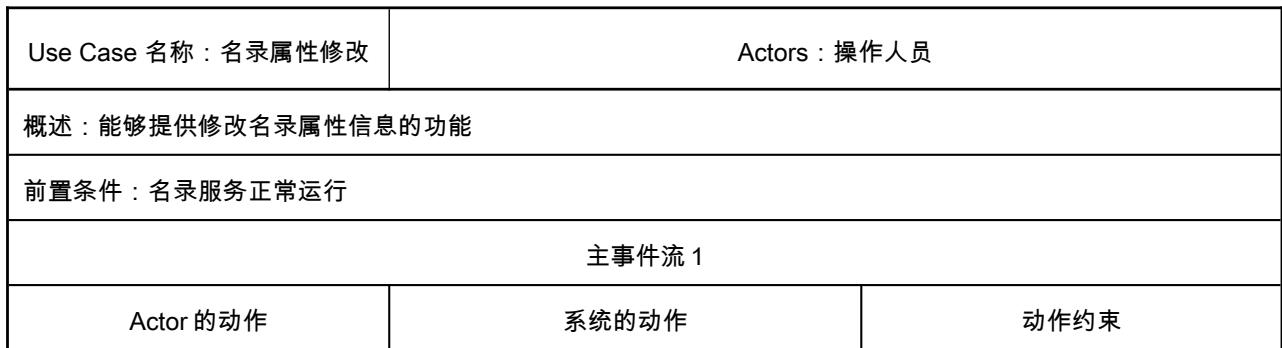 Use Case 名称：名录属性修改
Actors：操作人员
概述：能够提供修改名录属性信息的功能
前置条件：名录服务正常运行
主事件流 1
Actor 的动作
系统的动作
动作约束